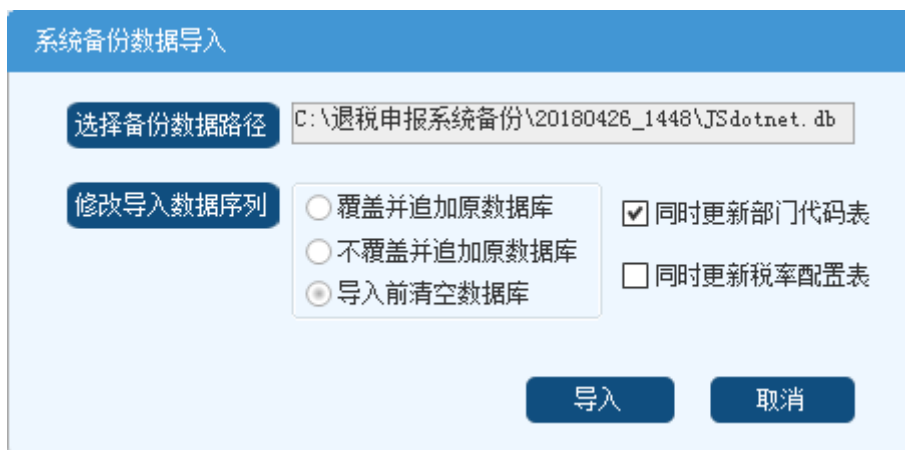 系统备份数据导入
选择备份数据路径 C:\退税申报系统备份\20180426_1448\JSdotnet.db
修改导入数据序列
覆盖并追加原数据库
不覆盖并追加原数据库
导入前清空数据库
同时更新部门代码表
同时更新税率配置表
导入 取消